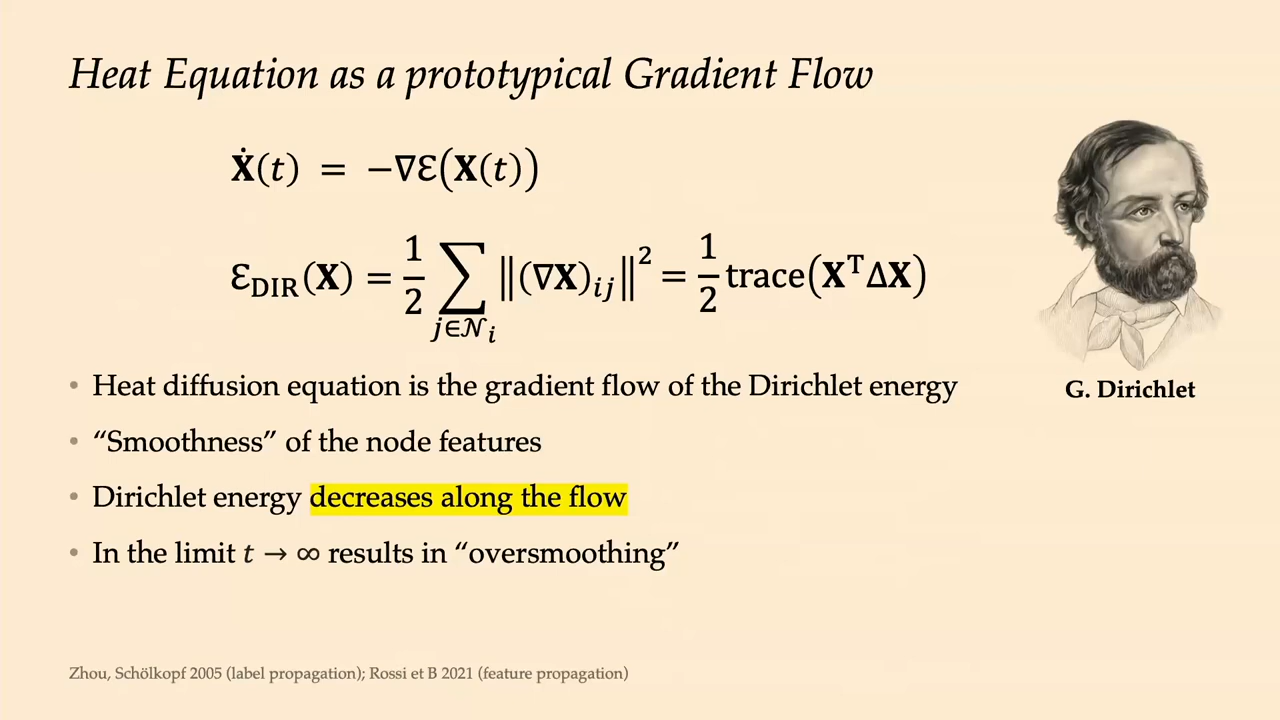 Heat Equation as a prototypical Gradient Flow
Ẋ(t) = −∇ℰ(X(t))
ℰ_DIR(X) = 1/2 ∑_{j∈𝒩_i} ‖(∇X)_{ij}‖² = 1/2 trace(XᵀΔX)
• Heat diffusion equation is the gradient flow of the Dirichlet energy
G. Dirichlet
• “Smoothness” of the node features
• Dirichlet energy decreases along the flow
• In the limit t → ∞ results in “oversmoothing”
Zhou, Schölkopf 2005 (label propagation); Rossi et B 2021 (feature propagation)